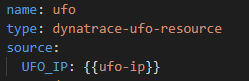 name: ufo
type: dynatrace-ufo-resource
source:
  UFO_IP: {{ufo-ip}}